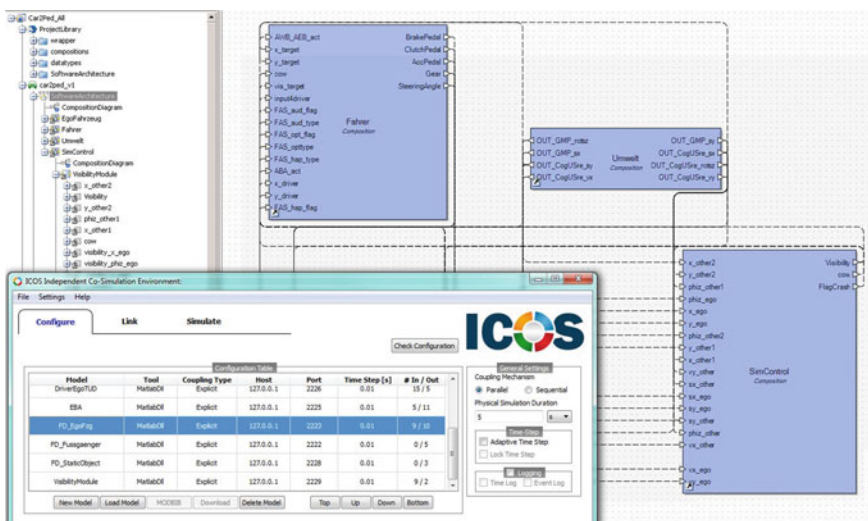 Car2Ped_All
ProjectLibrary
wrapper
compositions
datatypes
SoftwareArchitecture
car2ped_v1
SoftwareArchitecture
CompositionDiagram
EgoFahrzeug
Fahrer
Umwelt
SimControl
CompositionDiagram
VisibilityModule
x_other2
Visibility
y_other2
phiz_other1
x_other1
cow
visibility_x_ego
visibility_phiz_ego
AWB_AEB_act
x_target
y_target
cow
via_target
inputAdriver
FAS_aud_flag
FAS_aud_type
FAS_opt_flag
FAS_opttype
FAS_hap_type
ABA_act
x_driver
y_driver
FAS_hap_flag
Fahrer
Composition
BrakePedal
ClutchPedal
AccPedal
Gear
SteeringAngle
OUT_GMP_rotsz
OUT_GMP_sx
OUT_CogUSre_sy
OUT_CogUSre_vx
Umwelt
Composition
OUT_GMP_sy
OUT_CogUSre_sx
OUT_CogUSre_rotsz
OUT_CogUSre_vy
x_other2
y_other2
phiz_other1
phiz_ego
x_ego
y_ego
phiz_other2
y_other1
x_other1
vy_other
sx_other
sx_ego
sy_ego
sy_other
phiz_other
vx_other
vx_ego
vy_ego
SimControl
Composition
Visibility
cow
FlagCrash
ICOS Independent Co-Simulation Environment:
File Settings Help
Configure Link Simulate
Check Configuration
ICOS
Configuration Table
Model Tool Coupling Type Host Port Time Step [s] # In / Out
DriverEgoTUD MatlabDll Explicit 127.0.0.1 2226 0.01 15 / 5
EBA MatlabDll Explicit 127.0.0.1 2225 0.01 5 / 11
FD_EgoFzg MatlabDll Explicit 127.0.0.1 2223 0.01 9 / 10
FD_Fussgaenger MatlabDll Explicit 127.0.0.1 2222 0.01 0 / 5
FD_StaticObject MatlabDll Explicit 127.0.0.1 2228 0.01 0 / 3
VisibilityModule MatlabDll Explicit 127.0.0.1 2229 0.01 9 / 2
New Model Load Model Download Delete Model Top Up Down Bottom
General Settings
Coupling Mechanism
Parallel Sequential
Physical Simulation Duration
5 s
Time-Step
Adaptive Time Step
Lock Time Step
Logging
Time Log Event Log